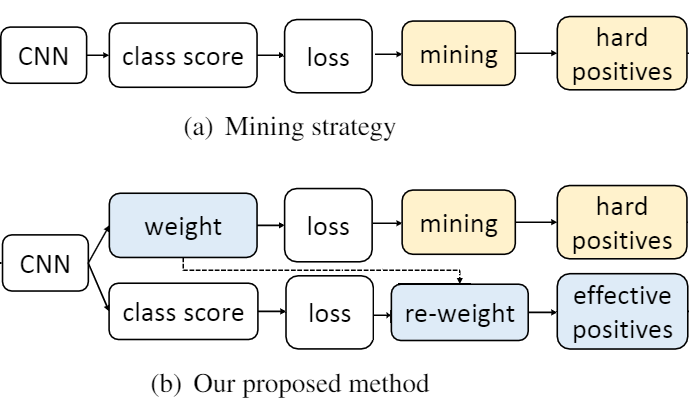 CNN
class score
loss
mining
hard
positives
(a) Mining strategy
CNN
weight
loss
mining
hard
positives
class score
loss
re-weight
effective
positives
(b) Our proposed method